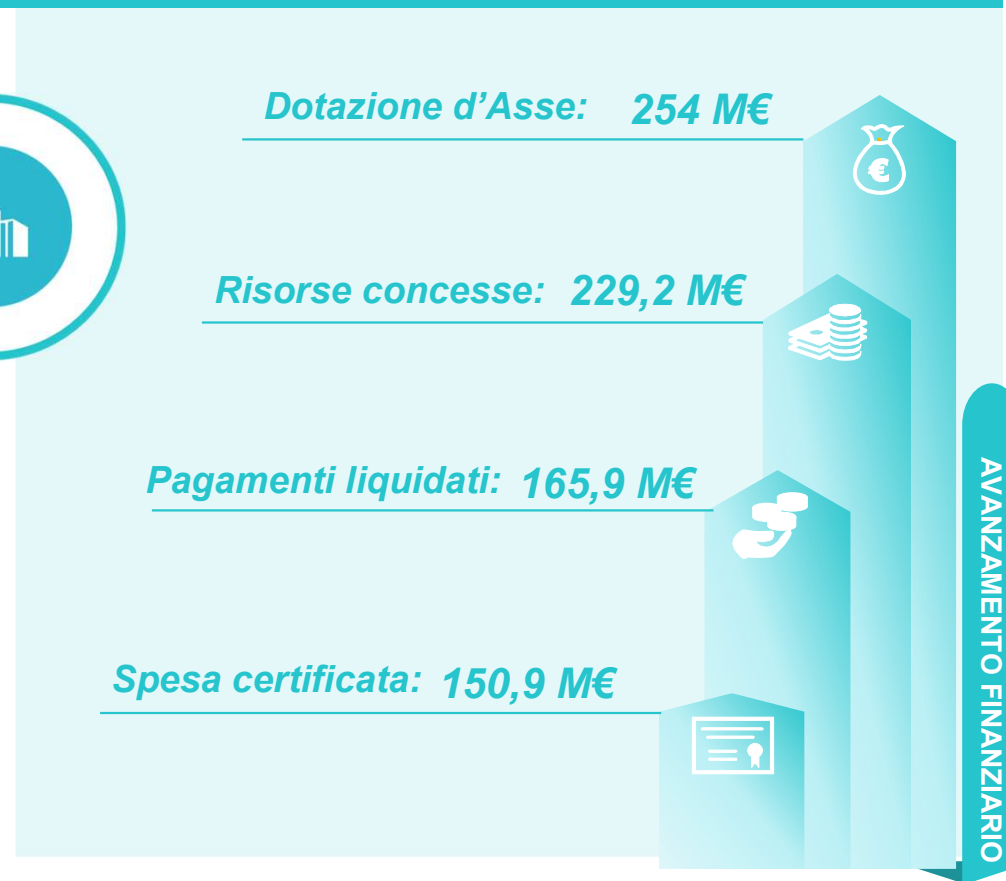 Dotazione d’Asse: 254 M€
Risorse concesse: 229,2 M€
Pagamenti liquidati: 165,9 M€
Spesa certificata: 150,9 M€
AVANZAMENTO FINANZIARIO
€